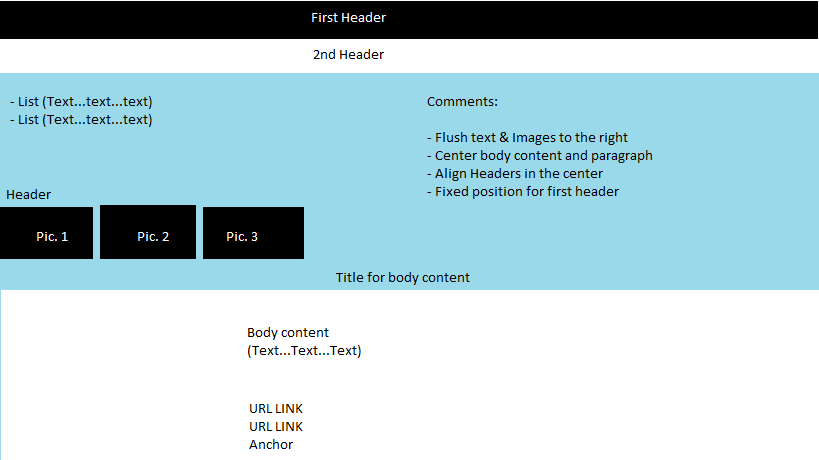 First Header
2nd Header
- List (Text...text...text)
- List (Text...text...text)
Comments:
- Flush text & Images to the right
- Center body content and paragraph
- Align Headers in the center
- Fixed position for first header
Header
Pic. 1
Pic. 2
Pic. 3
Title for body content
Body content
(Text...Text...Text)
URL LINK
URL LINK
Anchor